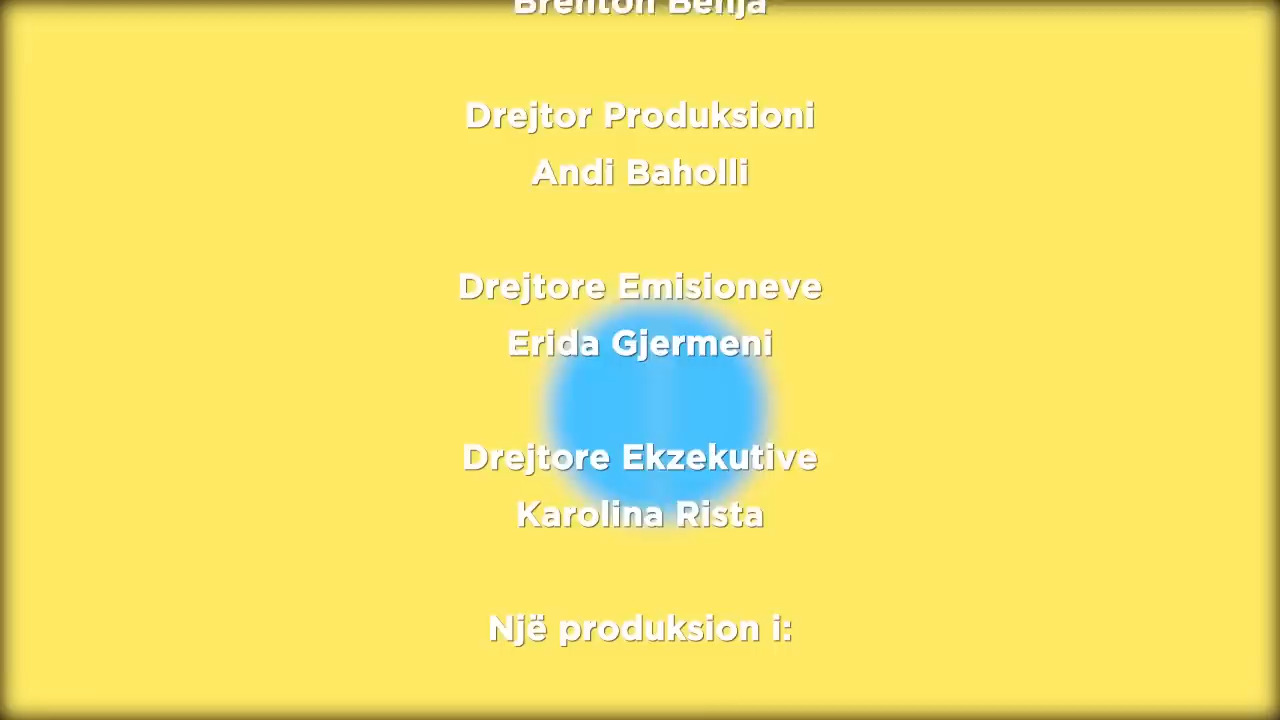 Drejtor Produksioni
Andi Baholli
Drejtore Emisioneve
Erida Gjermeni
Drejtore Ekzekutive
Karolina Rista
Një produksion i: